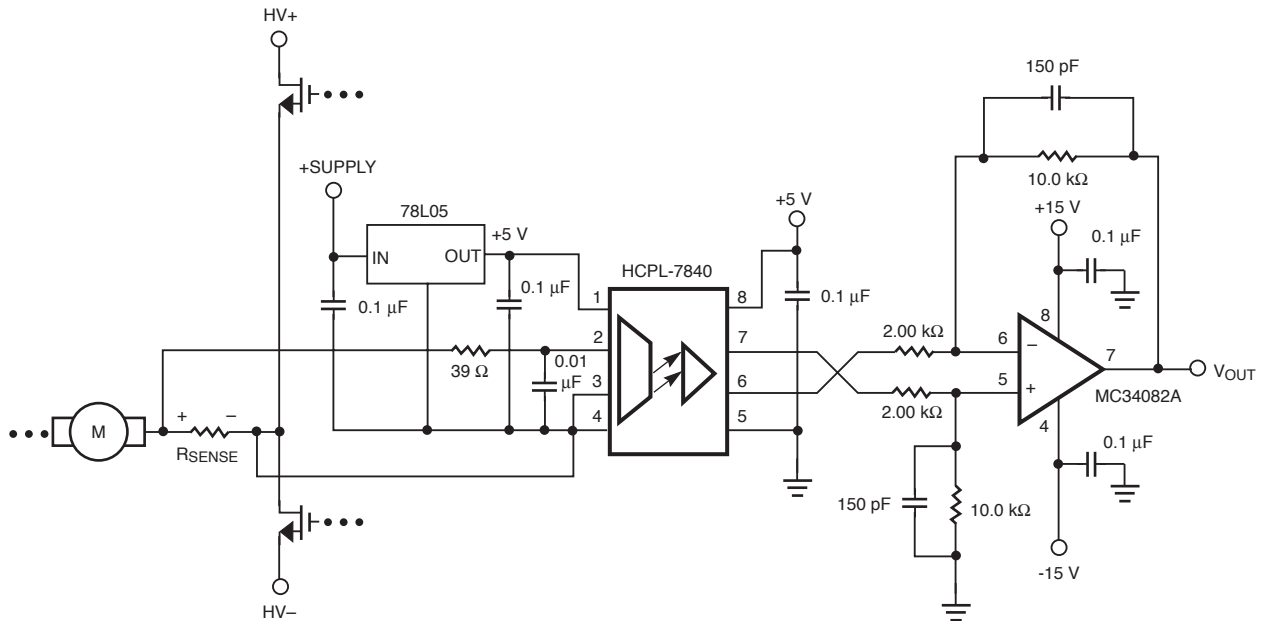 HV+
150 pF
10.0 kΩ
+SUPPLY
+5 V
+15 V
78L05
+5 V
0.1 µF
IN
OUT
HCPL-7840
0.1 µF
0.1 µF
0.1 µF
1
8
8
2
7
2.00 kΩ
6
−
7
39 Ω
0.01
µF
3
6
5
+
VOUT
2.00 kΩ
MC34082A
4
5
4
+
−
M
RSENSE
0.1 µF
150 pF
10.0 kΩ
-15 V
HV−